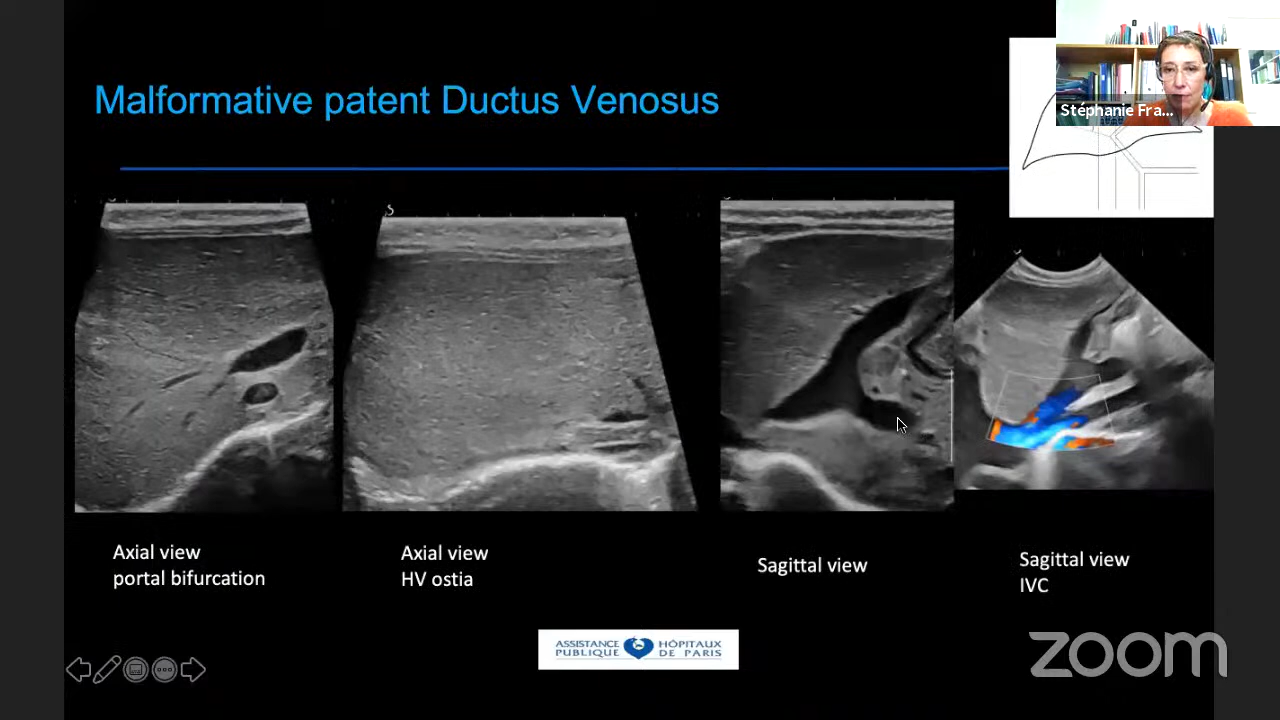 Malformative patent Ductus Venosus
Stéphanie Fra...
S
Axial view
portal bifurcation
Axial view
HV ostia
Sagittal view
Sagittal view
IVC
ASSISTANCE PUBLIQUE
HÔPITAUX DE PARIS
zoom